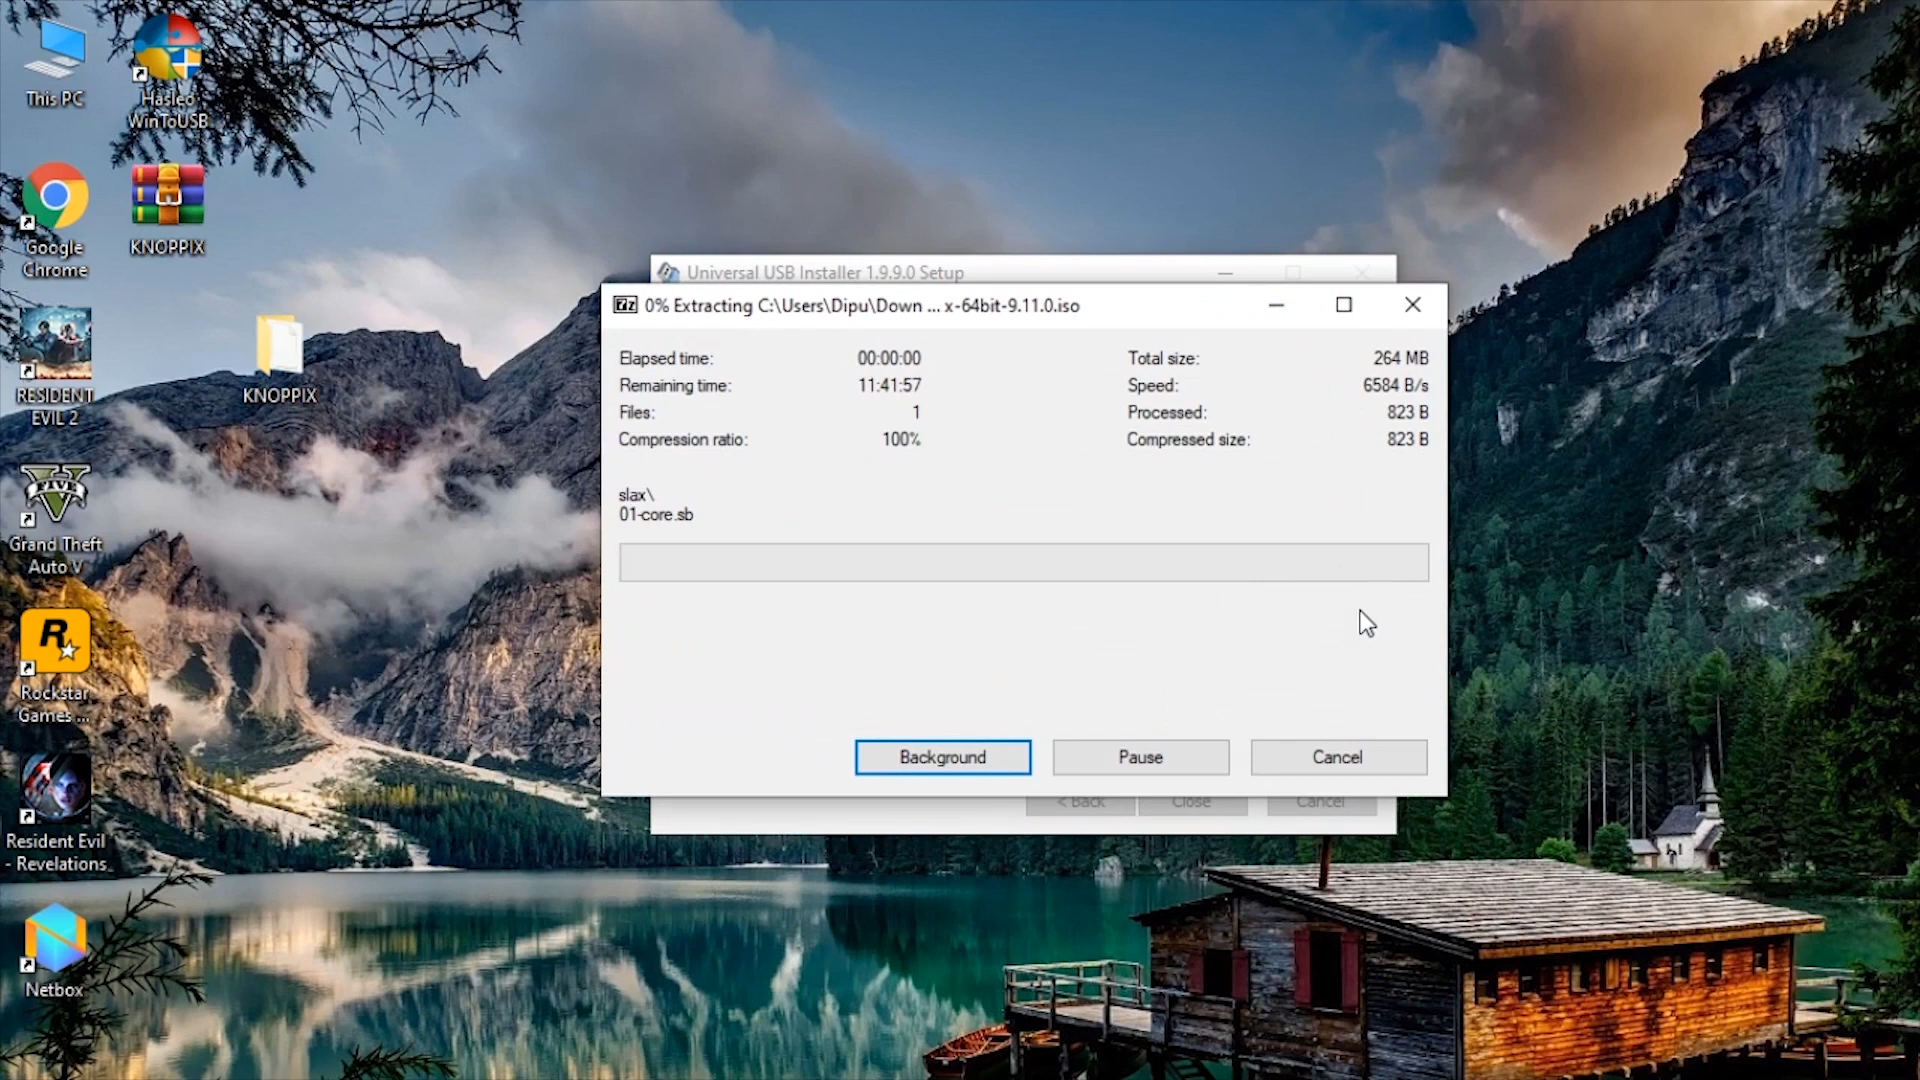 This PC
Hasleo
WinToUSB
Google
Chrome
KNOPPIX
RESIDENT
EVIL 2
KNOPPIX
FIVE
Grand Theft
Auto V
R
Rockstar
Games ...
Resident Evil
- Revelations
Netbox
Universal USB Installer 1.9.9.0 Setup
7z 0% Extracting C:\Users\Dipu\Down ... x-64bit-9.11.0.iso
Elapsed time: 00:00:00 Total size: 264 MB
Remaining time: 11:41:57 Speed: 6584 B/s
Files: 1 Processed: 823 B
Compression ratio: 100% Compressed size: 823 B
slax\
01-core.sb
Background Pause Cancel
< Back Close Cancel